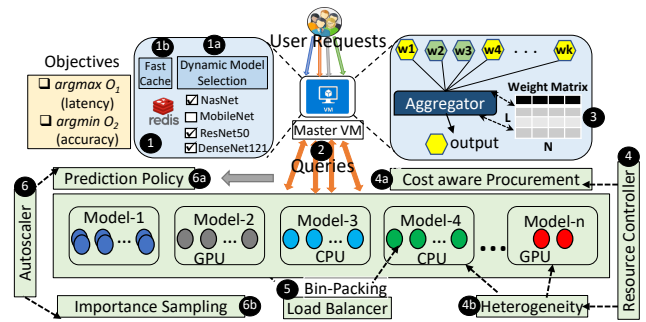 User Requests
Objectives
❑ argmax O1
(latency)
❑ argmin O2
(accuracy)
1b
1a
Fast
Cache
Dynamic Model
Selection
redis
NasNet
MobileNet
ResNet50
DenseNet121
1
VM
Master VM
2
Queries
w1
w2
w3
w4
. . .
wk
Aggregator
Weight Matrix
L
N
3
output
6
Autoscaler
Prediction Policy
6a
4a
Cost aware Procurement
4
Resource Controller
Model-1
...
Model-2
...
GPU
Model-3
...
CPU
Model-4
...
CPU
...
Model-n
GPU
5
Bin-Packing
Load Balancer
Importance Sampling
6b
4b
Heterogeneity